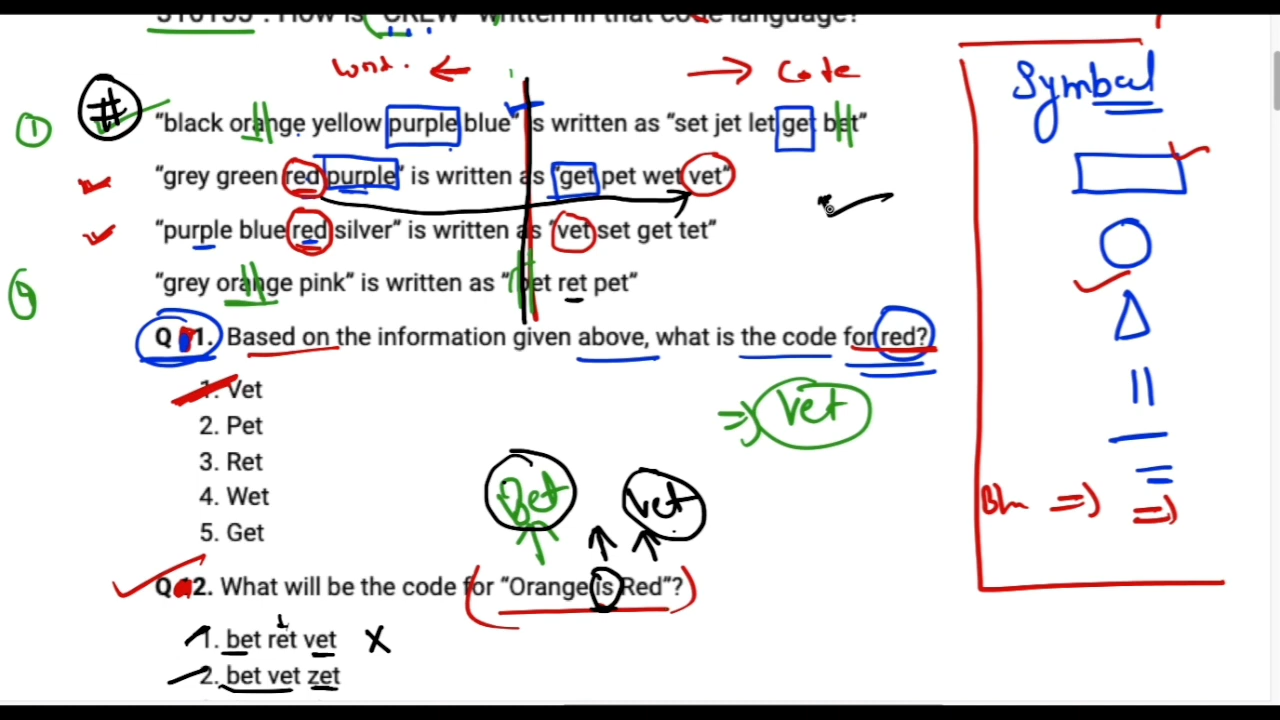 "CREW" written in that code language?
word. ← → Code
Symbol
① # "black orange yellow purple blue" is written as "set jet let get bet"
"grey green red purple" is written as "get pet wet vet"
"purple blue red silver" is written as "vet set get tet"
"grey orange pink" is written as "bet ret pet"
Q 1. Based on the information given above, what is the code for red?
1. Vet
⇒ Vet
2. Pet
3. Ret
4. Wet
5. Get
Bet Vet
⇒ ⇒
Q 2. What will be the code for "Orange is Red"?
1. bet ret vet X
2. bet vet zet